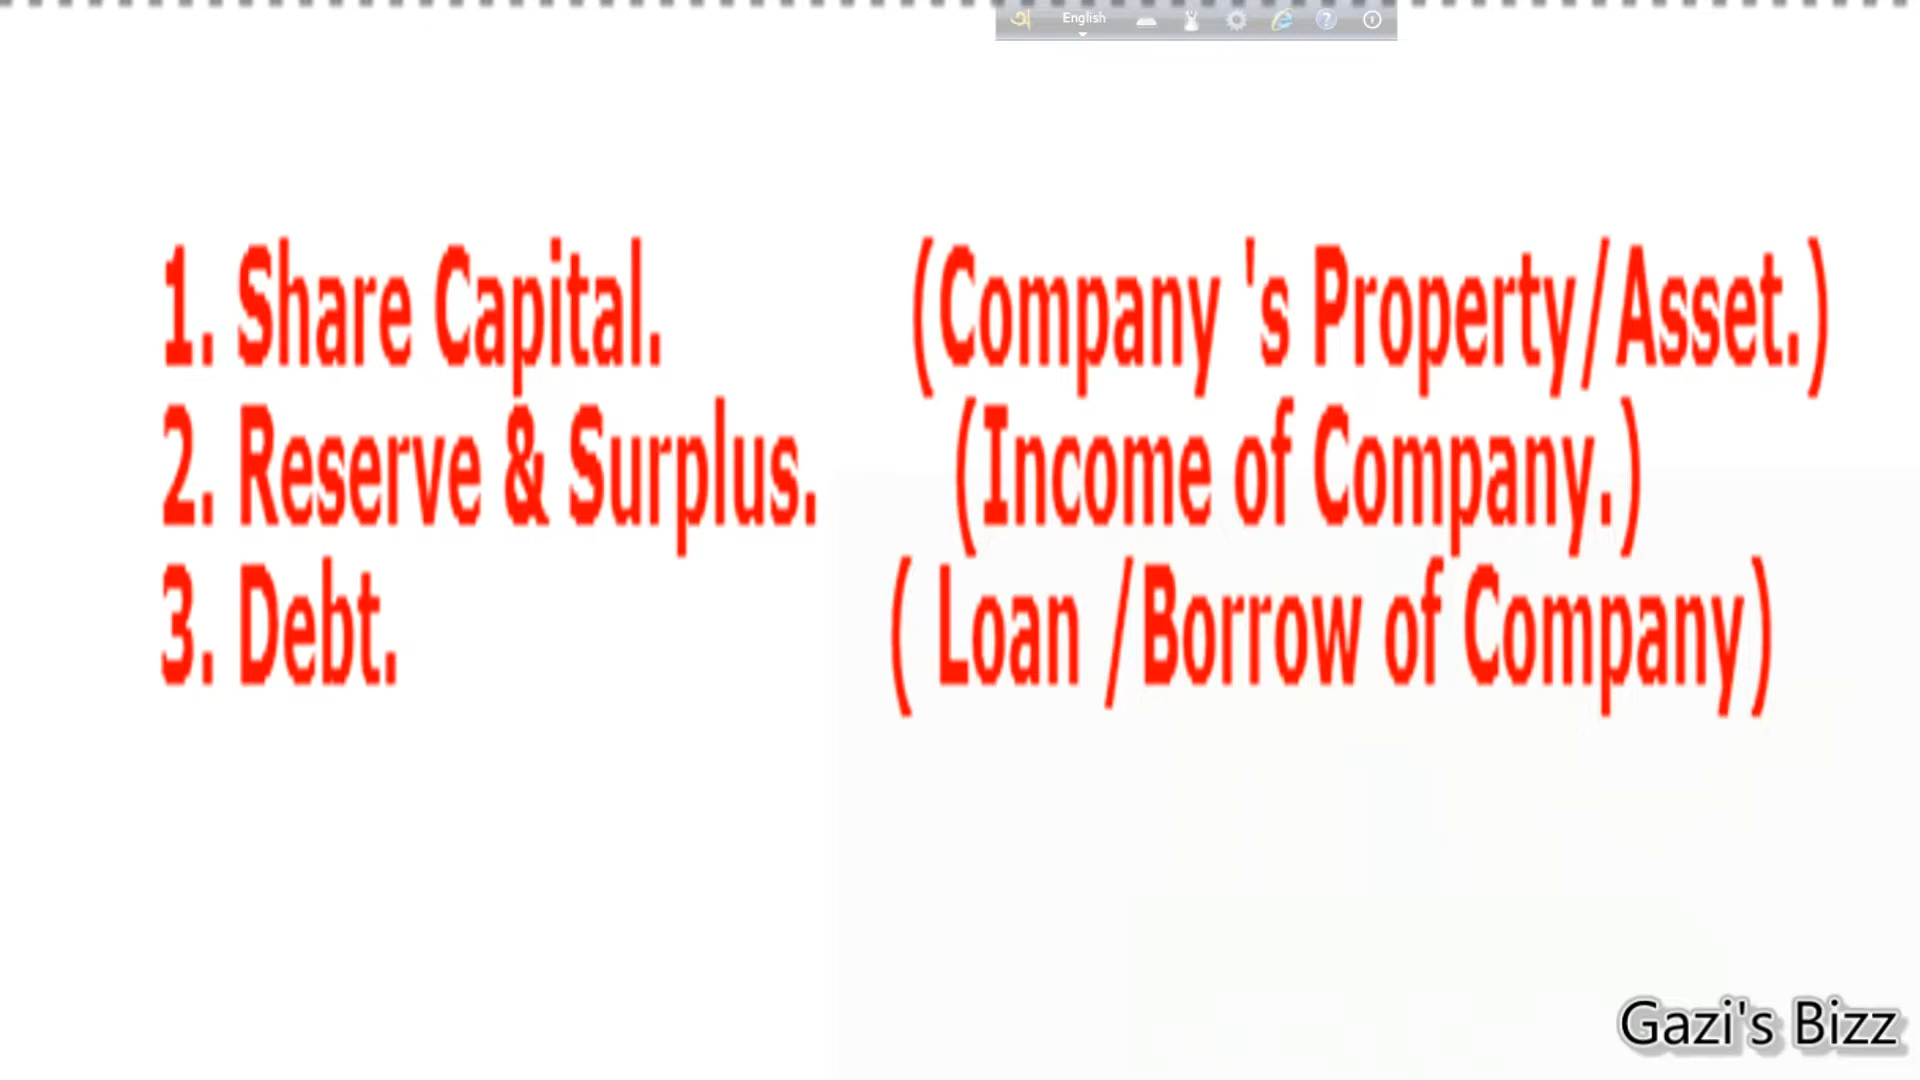 English
1. Share Capital. (Company 's Property/Asset.)
2. Reserve & Surplus. (Income of Company.)
3. Debt. ( Loan /Borrow of Company)
Gazi's Bizz